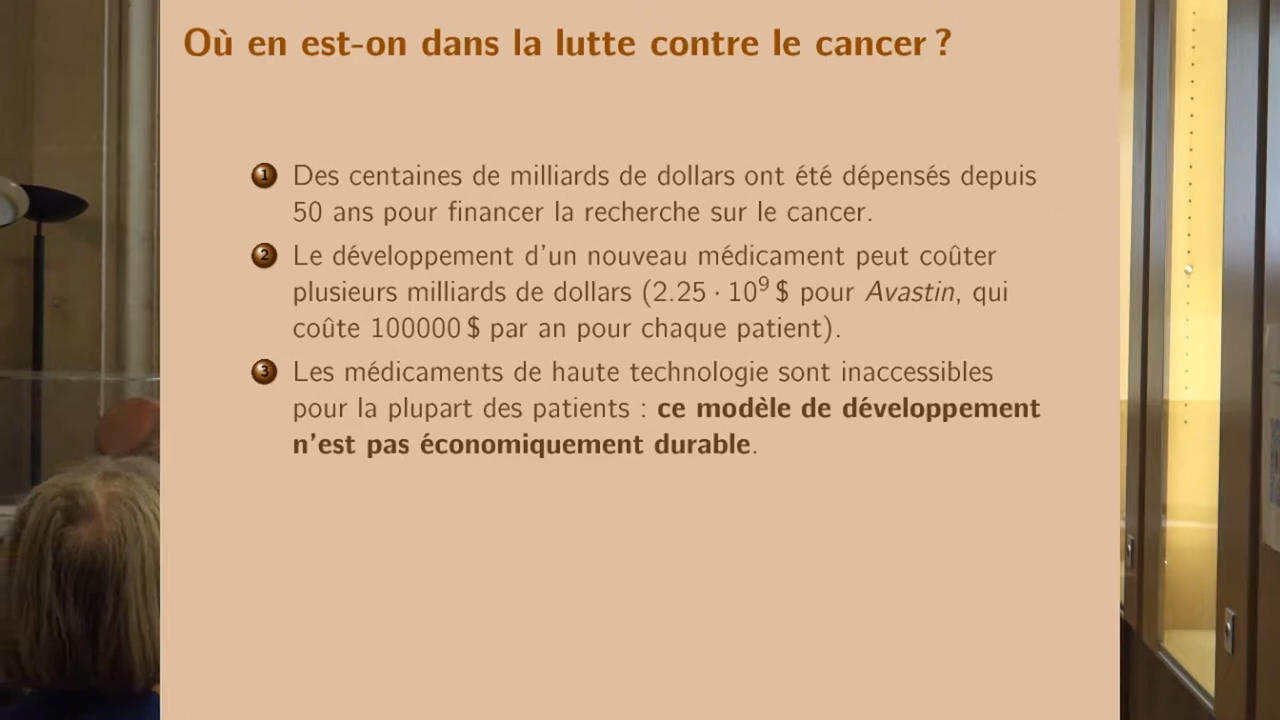 Où en est-on dans la lutte contre le cancer ?
1 Des centaines de milliards de dollars ont été dépensés depuis
50 ans pour financer la recherche sur le cancer.
2 Le développement d'un nouveau médicament peut coûter
plusieurs milliards de dollars (2.25 · 10⁹ $ pour Avastin, qui
coûte 100000 $ par an pour chaque patient).
3 Les médicaments de haute technologie sont inaccessibles
pour la plupart des patients : ce modèle de développement
n'est pas économiquement durable.